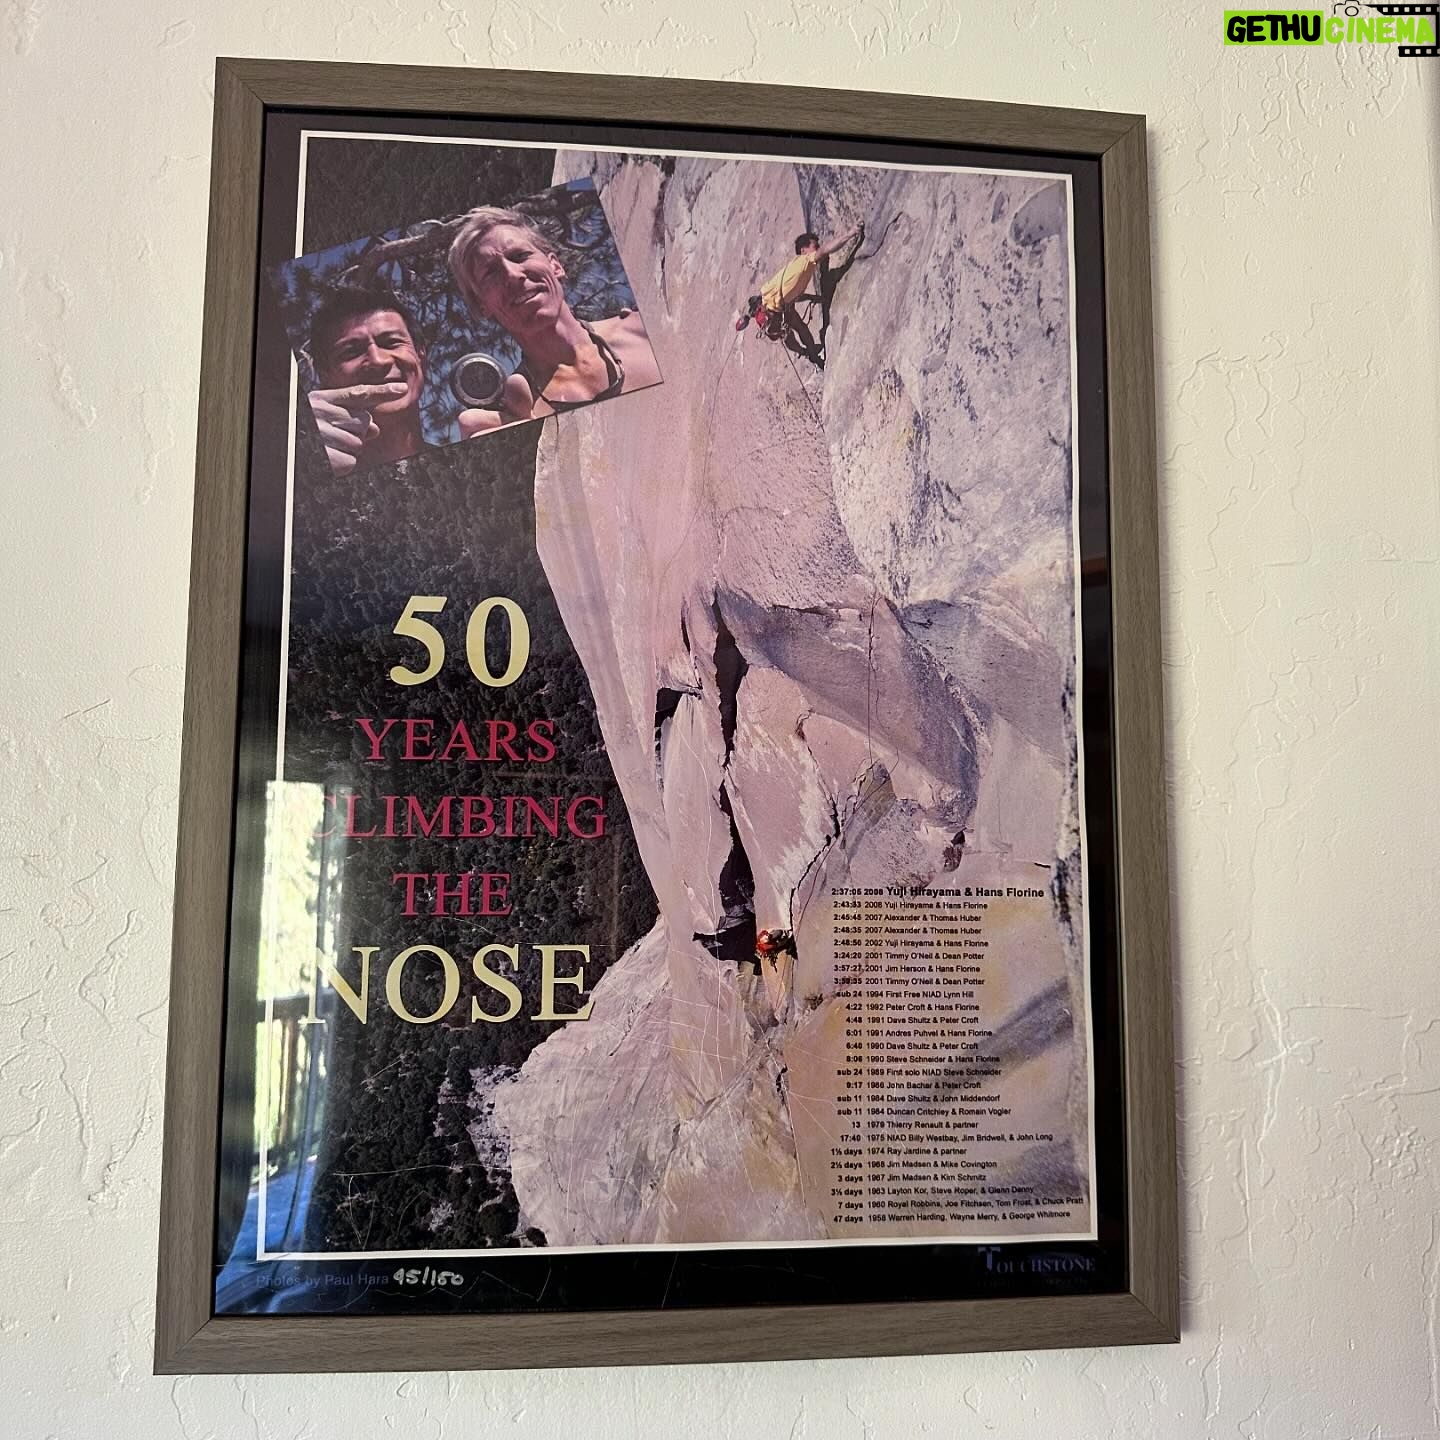 GETHUCINEMA
50
YEARS
CLIMBING
THE
NOSE
2:37:05 2008 Yuji Hirayama & Hans Florine
2:43:33 2008 Yuji Hirayama & Hans Florine
2:45:45 2007 Alexander & Thomas Huber
2:48:35 2007 Alexander & Thomas Huber
2:48:50 2002 Yuji Hirayama & Hans Florine
3:24:20 2001 Timmy O'Neil & Dean Potter
3:57:27 2001 Jim Herson & Hans Florine
3:59:35 2001 Timmy O'Neil & Dean Potter
sub 24 1994 First Free NIAD Lynn Hill
4:22 1992 Peter Croft & Hans Florine
4:48 1991 Dave Shultz & Peter Croft
6:01 1991 Andres Puhvel & Hans Florine
6:40 1990 Dave Shultz & Peter Croft
8:06 1990 Steve Schneider & Hans Florine
sub 24 1989 First solo NIAD Steve Schneider
9:17 1986 John Bachar & Peter Croft
sub 11 1984 Dave Shultz & John Middendorf
sub 11 1984 Duncan Critchley & Romain Vogler
13 1979 Thierry Renault & partner
17:40 1975 NIAD Billy Westbay, Jim Bridwell, & John Long
1½ days 1974 Ray Jardine & partner
2½ days 1968 Jim Madsen & Mike Covington
3 days 1967 Jim Madsen & Kim Schmitz
3½ days 1963 Layton Kor, Steve Roper, & Glenn Denny
7 days 1960 Royal Robbins, Joe Fitchsen, Tom Frost, & Chuck Pratt
47 days 1958 Warren Harding, Wayne Merry, & George Whitmore
Photos by Paul Hara 95/150
TOUCHSTONE